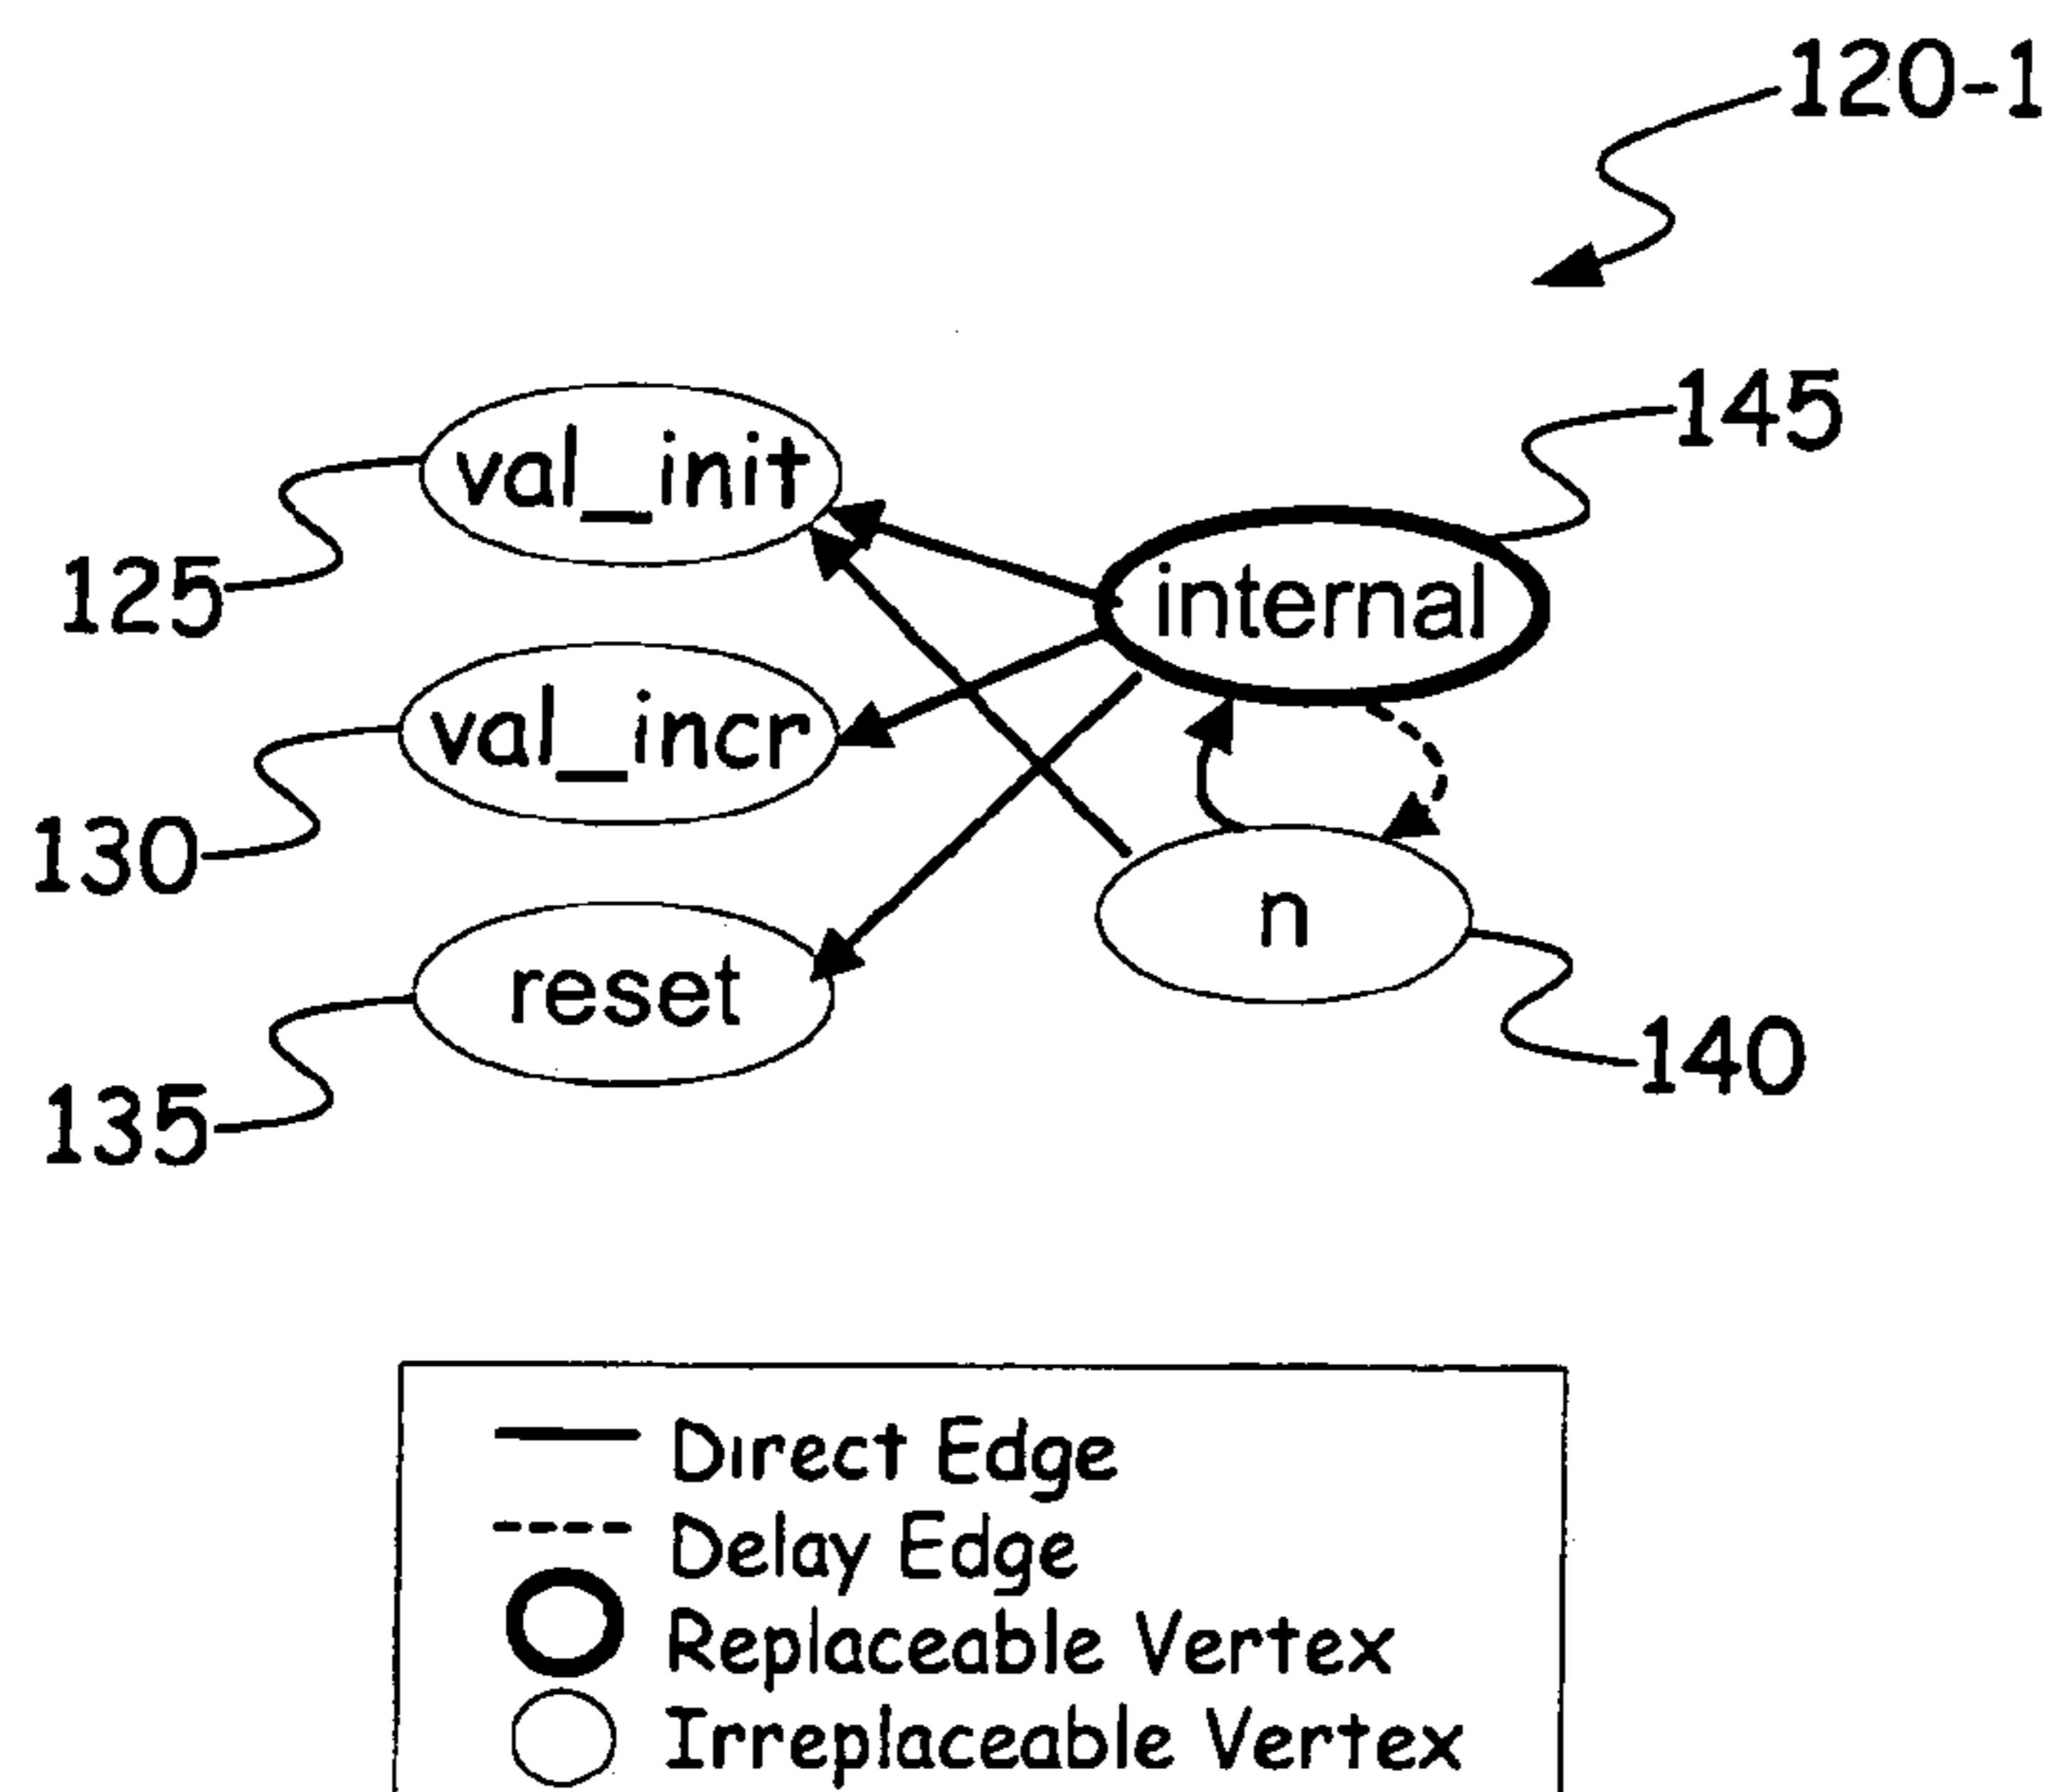 120-1
145
val_init
125
internal
val_incr
130
n
reset
140
135
Direct Edge
Delay Edge
Replaceable Vertex
Irreplaceable Vertex